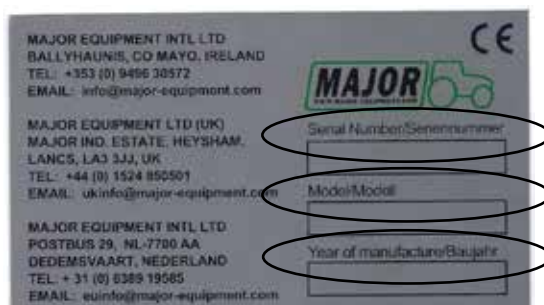 MAJOR EQUIPMENT INTL LTD
BALLYHAUNIS, CO MAYO, IRELAND
TEL: +353 (0) 9496 30572
EMAIL: info@major-equipment.com
MAJOR EQUIPMENT LTD (UK)
MAJOR IND. ESTATE, HEYSHAM,
LANCS, LA3 3JJ, UK
TEL: +44 (0) 1524 850501
EMAIL: ukinfo@major-equipment.com
MAJOR EQUIPMENT INTL LTD
POSTBUS 29, NL-7700 AA
DEDEMSVAART, NEDERLAND
TEL: + 31 (0) 6389 19585
EMAIL: euinfo@major-equipment.com
CE
MAJOR
Serial Number/Seriennummer
Model/Modell
Year of manufacture/Baujahr